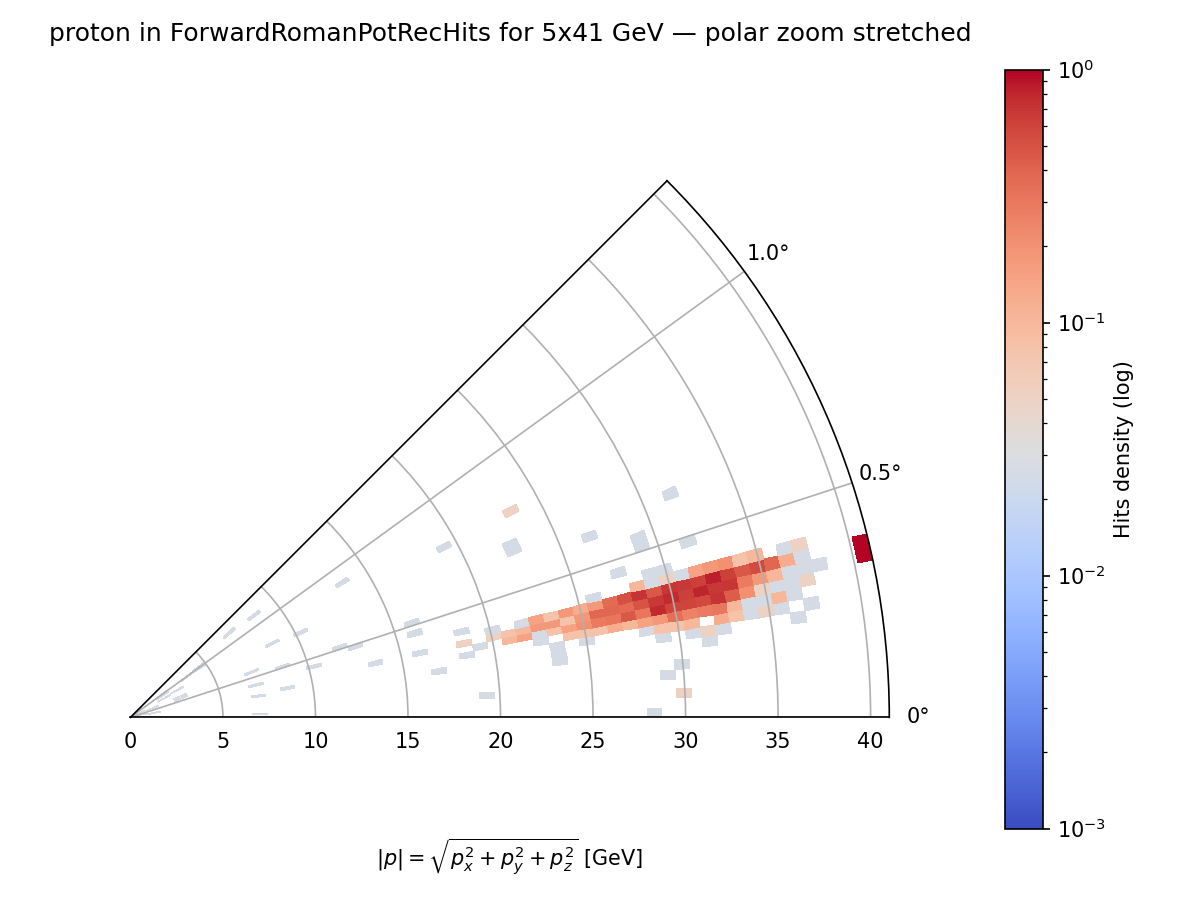 proton in ForwardRomanPotRecHits for 5x41 GeV — polar zoom stretched
10⁰
1.0°
10⁻¹
0.5°
Hits density (log)
10⁻²
0°
0 5 10 15 20 25 30 35 40
10⁻³
|p| = √(pₓ² + p_y² + p_z²) [GeV]